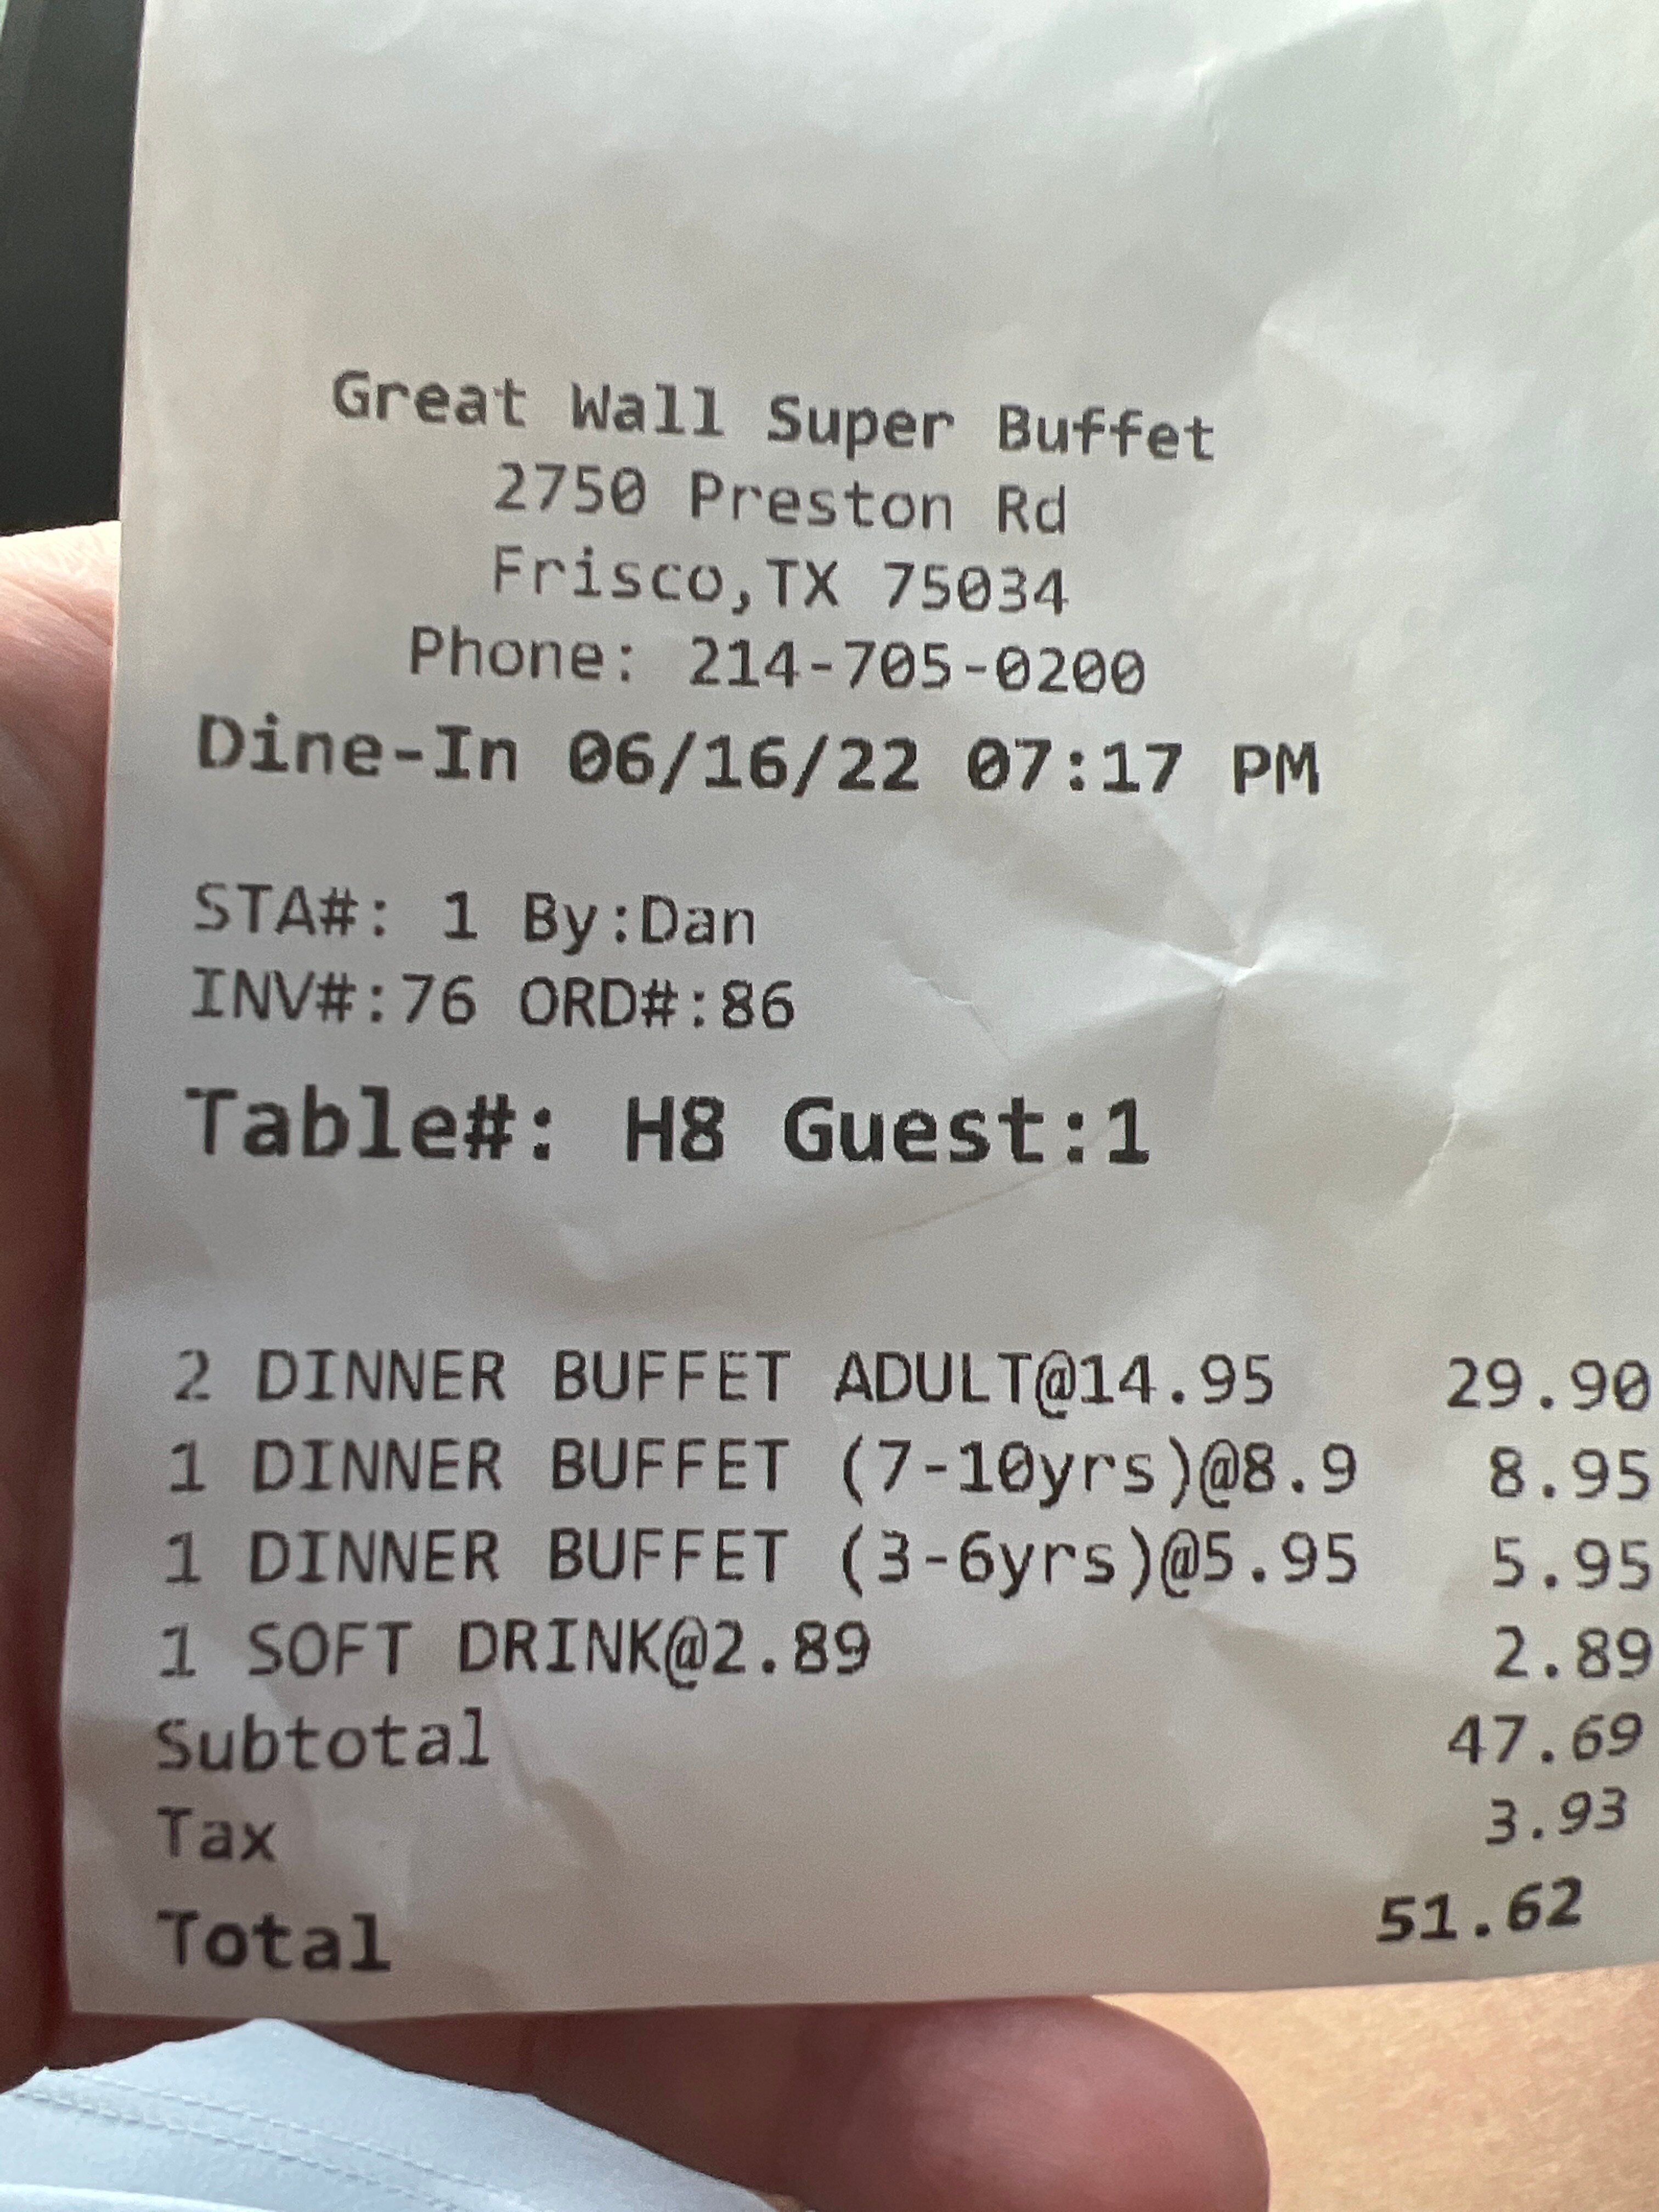 Great Wall Super Buffet
2750 Preston Rd
Frisco,TX 75034
Phone: 214-705-0200
Dine-In 06/16/22 07:17 PM
STA#: 1 By:Dan
INV#:76 ORD#:86
Table#: H8 Guest:1
2 DINNER BUFFET ADULT@14.95 29.90
1 DINNER BUFFET (7-10yrs)@8.9 8.95
1 DINNER BUFFET (3-6yrs)@5.95 5.95
1 SOFT DRINK@2.89 2.89
Subtotal 47.69
Tax 3.93
Total 51.62